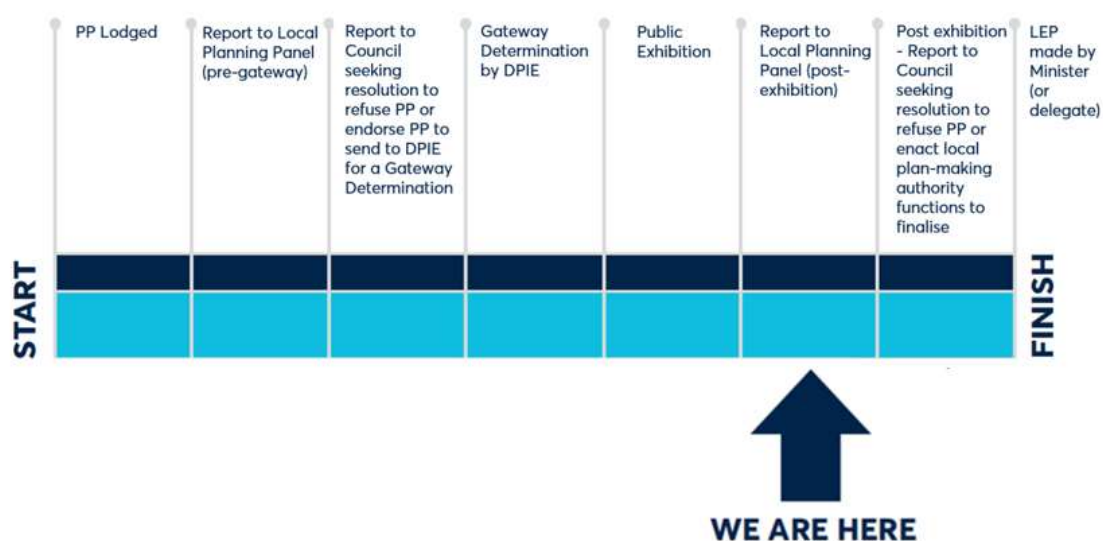 PP Lodged
Report to Local
Planning Panel
(pre-gateway)
Report to
Council
seeking
resolution to
refuse PP or
endorse PP to
send to DPIE
for a Gateway
Determination
Gateway
Determination
by DPIE
Public
Exhibition
Report to
Local Planning
Panel (post-
exhibition)
Post exhibition
- Report to
Council
seeking
resolution to
refuse PP or
enact local
plan-making
authority
functions to
finalise
LEP
made by
Minister
(or
delegate)
START
FINISH
WE ARE HERE